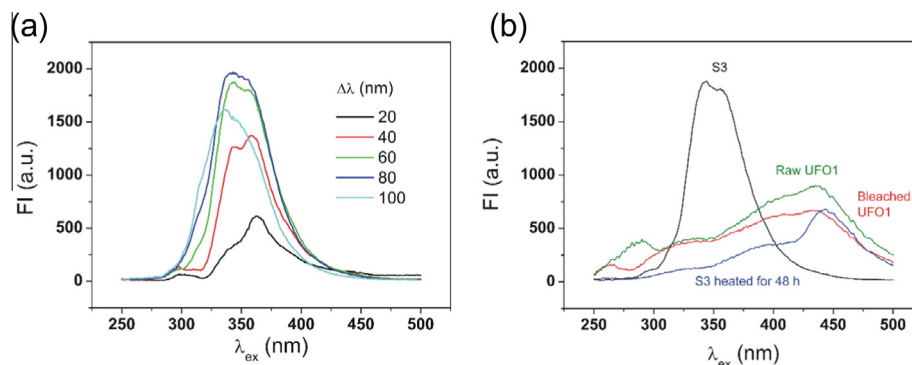 (a)
2000
1500
1000
500
0
FI (a.u.)
Δλ (nm)
20
40
60
80
100
250 300 350 400 450 500
λex (nm)
(b)
2000
1500
1000
500
0
FI (a.u.)
S3
Raw UFO1
Bleached
UFO1
S3 heated for 48 h
250 300 350 400 450 500
λex (nm)